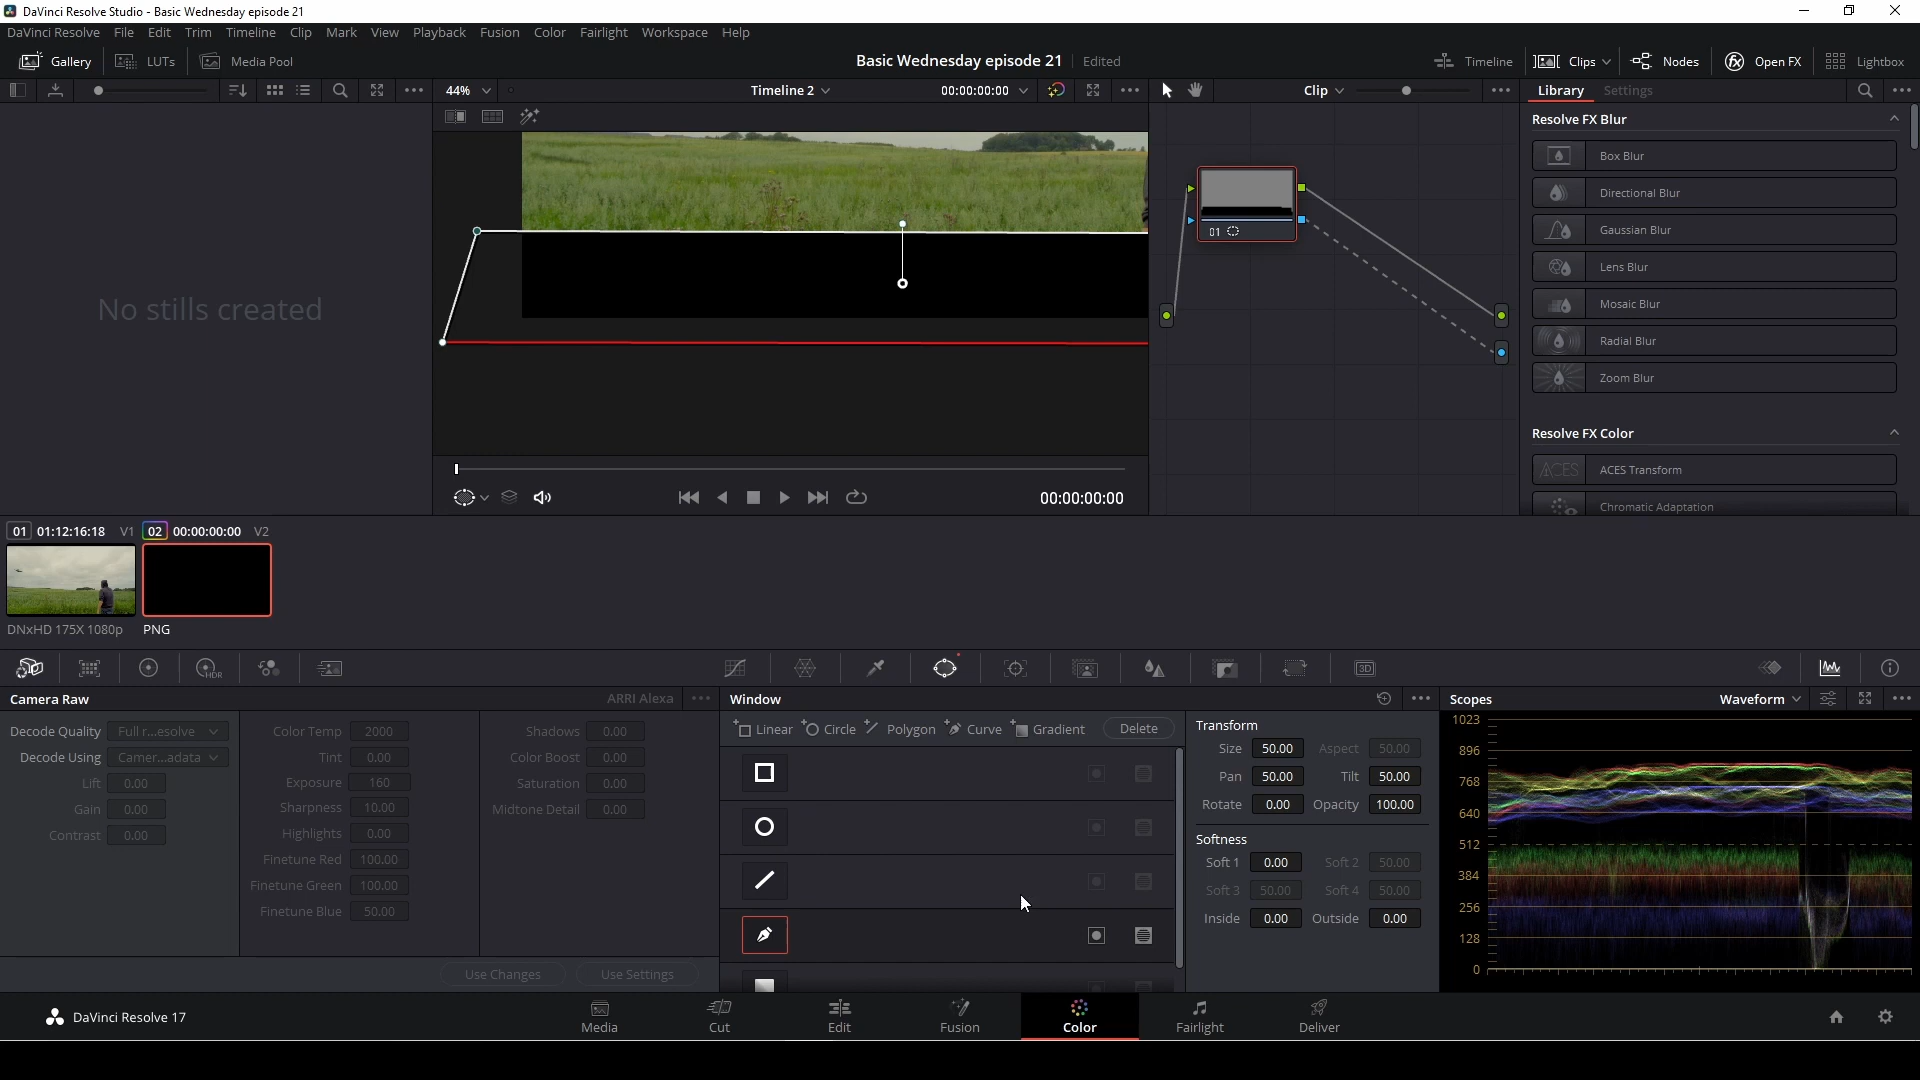 DaVinci Resolve Studio - Basic Wednesday episode 21
DaVinci Resolve File Edit Trim Timeline Clip Mark View Playback Fusion Color Fairlight Workspace Help
Gallery LUTs Media Pool Basic Wednesday episode 21 Edited Timeline Clips Nodes Open FX Lightbox
44% Timeline 2 00:00:00:00 Clip Library Settings
Resolve FX Blur
Box Blur
Directional Blur
01
Gaussian Blur
Lens Blur
No stills created
Mosaic Blur
Radial Blur
Zoom Blur
Resolve FX Color
ACES ACES Transform
00:00:00:00
Chromatic Adaptation
01 01:12:16:18 V1 02 00:00:00:00 V2
DNxHD 175X 1080p PNG
HDR 3D
Camera Raw ARRI Alexa Window Scopes Waveform
Decode Quality Full r...esolve Color Temp 2000 Shadows 0.00
Decode Using Camer...adata Tint 0.00 Color Boost 0.00
Lift 0.00 Exposure 160 Saturation 0.00
Gain 0.00 Sharpness 10.00 Midtone Detail 0.00
Contrast 0.00 Highlights 0.00
Finetune Red 100.00
Finetune Green 100.00
Finetune Blue 50.00
Use Changes Use Settings
Linear Circle Polygon Curve Gradient Delete
Transform
Size 50.00 Aspect 50.00
Pan 50.00 Tilt 50.00
Rotate 0.00 Opacity 100.00
Softness
Soft 1 0.00 Soft 2 50.00
Soft 3 50.00 Soft 4 50.00
Inside 0.00 Outside 0.00
1023
896
768
640
512
384
256
128
0
DaVinci Resolve 17 Media Cut Edit Fusion Color Fairlight Deliver